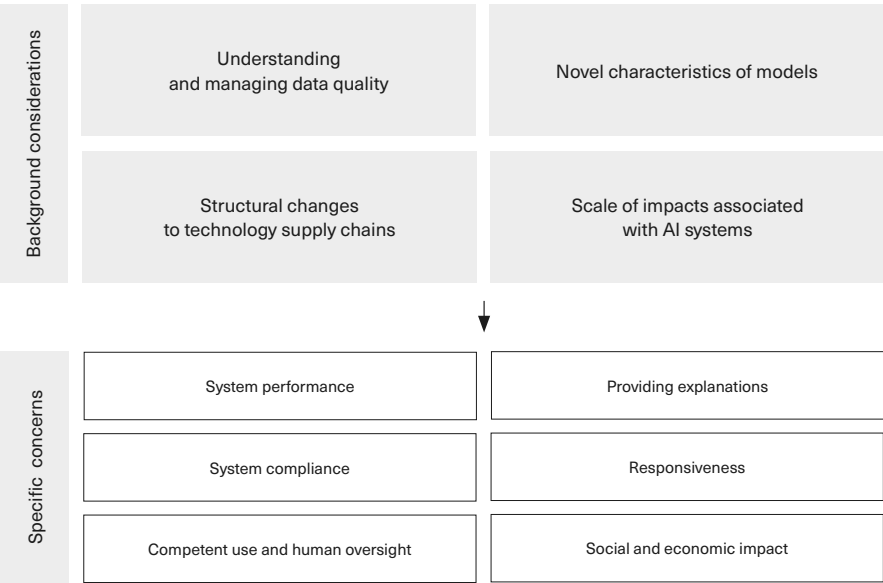 Background considerations
Understanding
and managing data quality
Novel characteristics of models
Structural changes
to technology supply chains
Scale of impacts associated
with AI systems
Specific concerns
System performance
Providing explanations
System compliance
Responsiveness
Competent use and human oversight
Social and economic impact